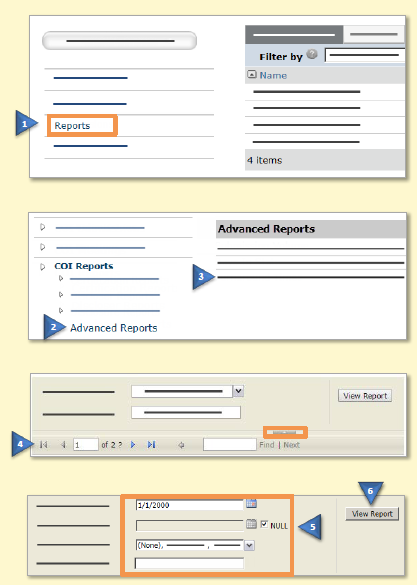 Filter by ?
Name
1
Reports
4 items
Advanced Reports
COI Reports
3
2
Advanced Reports
View Report
4
1 of 2 ? Find | Next
6
1/1/2000
View Report
NULL
5
(None), ,